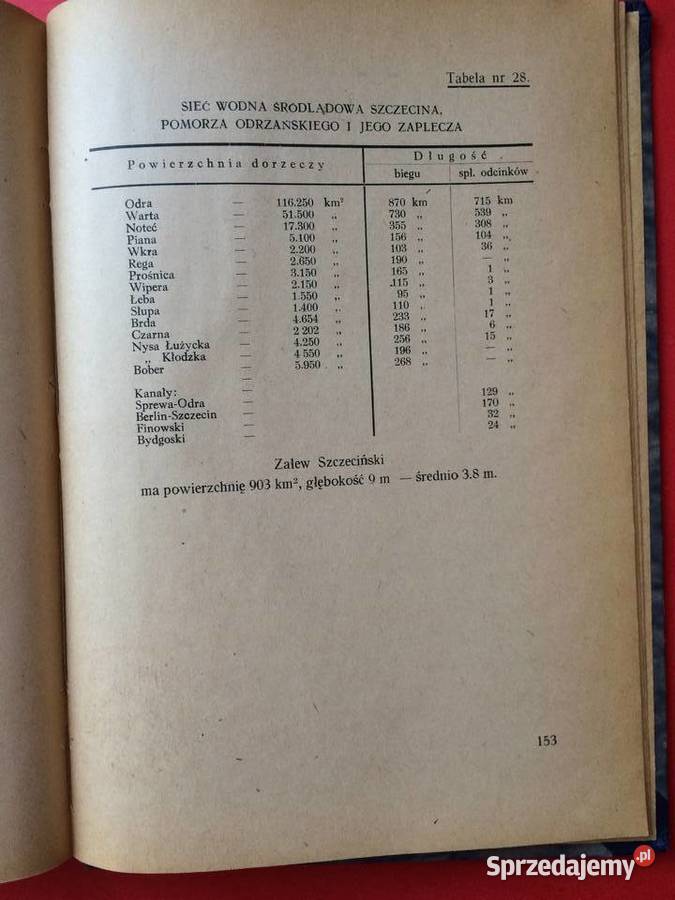 Tabela nr 28.
SIEĆ WODNA ŚRODLĄDOWA SZCZECINA,
POMORZA ODRZAŃSKIEGO I JEGO ZAPLECZA
Powierzchnia dorzeczy Długość
biegu spł. odcinków
Odra — 116.250 km² 870 km 715 km
Warta — 51.500 „ 730 „ 539 „
Noteć — 17.300 „ 355 „ 308 „
Piana — 5.100 „ 156 „ 104 „
Wkra — 2.200 „ 103 „ 36 „
Rega — 2.650 „ 190 „ — „
Prośnica — 3.150 „ 165 „ 1 „
Wipera — 2.150 „ 115 „ 3 „
Łeba — 1.550 „ 95 „ 1 „
Słupa — 1.400 „ 110 „ 1 „
Brda — 4.654 „ 233 „ 17 „
Czarna — 2 202 „ 186 „ 6 „
Nysa Łużycka — 4.250 „ 256 „ 15 „
„ Kłodzka — 4 550 „ 196 „ — „
Bober — 5.950 „ 268 „ — „
Kanały: —
Sprewa-Odra — 129 „
Berlin-Szczecin — 170 „
Finowski — 32 „
Bydgoski — 24 „
Zalew Szczeciński
ma powierzchnię 903 km², głębokość 9 m — średnio 3.8 m.
153
Sprzedajemy.pl